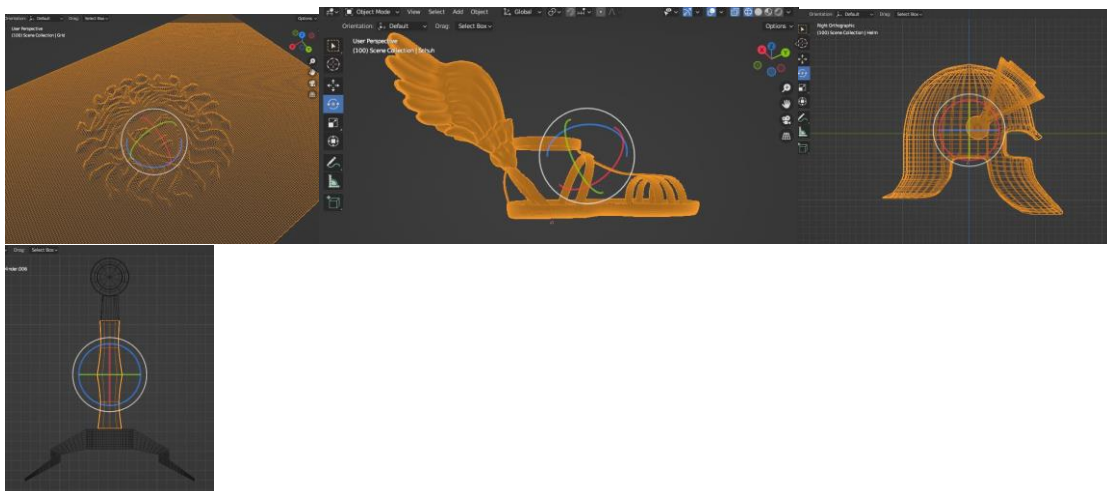 Orientation: Default Drag: Select Box Options
User Perspective
(100) Scene Collection | Grid
Object Mode View Select Add Object Global
Orientation: Default Drag: Select Box Options
User Perspective
(100) Scene Collection | Schuh
X
Y
Z
Orientation: Default Drag: Select Box
Right Orthographic
(100) Scene Collection | Helm
Drag: Select Box